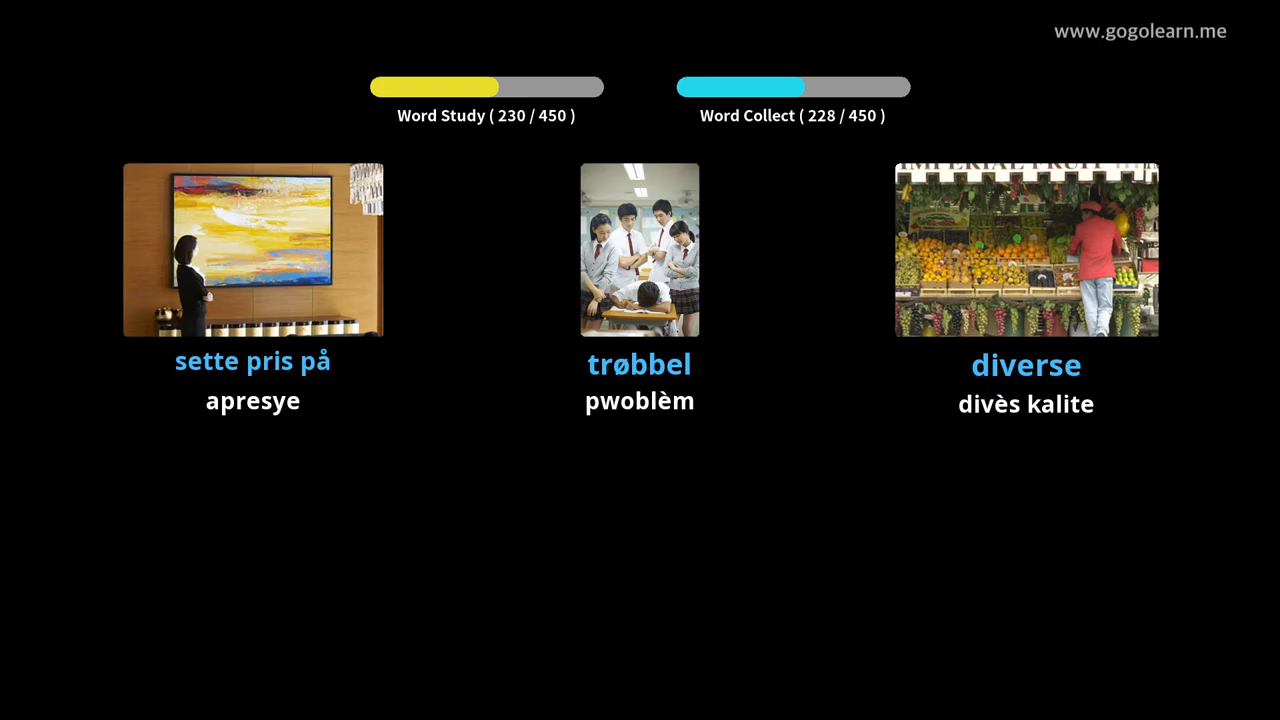 www.gogolearn.me
Word Study ( 230 / 450 )
Word Collect ( 228 / 450 )
sette pris på
trøbbel
diverse
apresye
pwoblèm
divès kalite